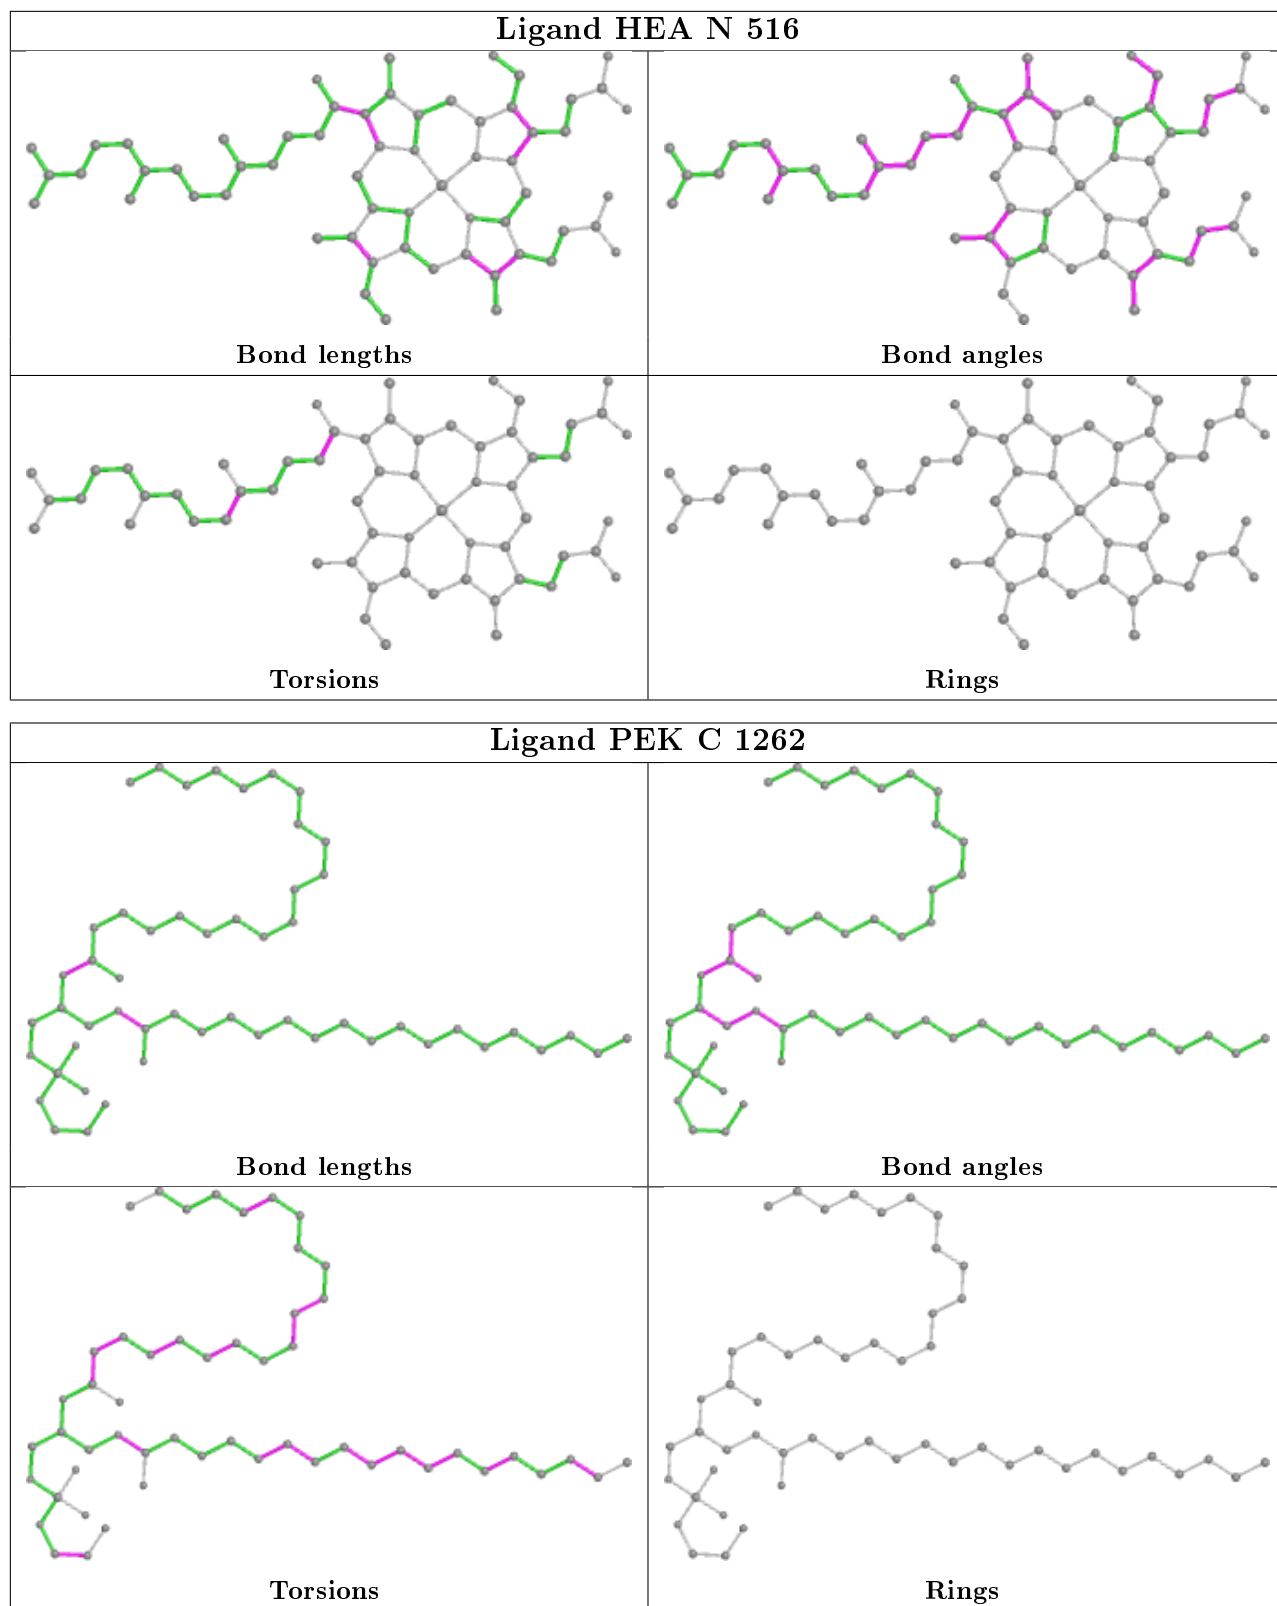 Ligand HEA N 516
Bond lengths
Bond angles
Torsions
Rings
Ligand PEK C 1262
Bond lengths
Bond angles
Torsions
Rings